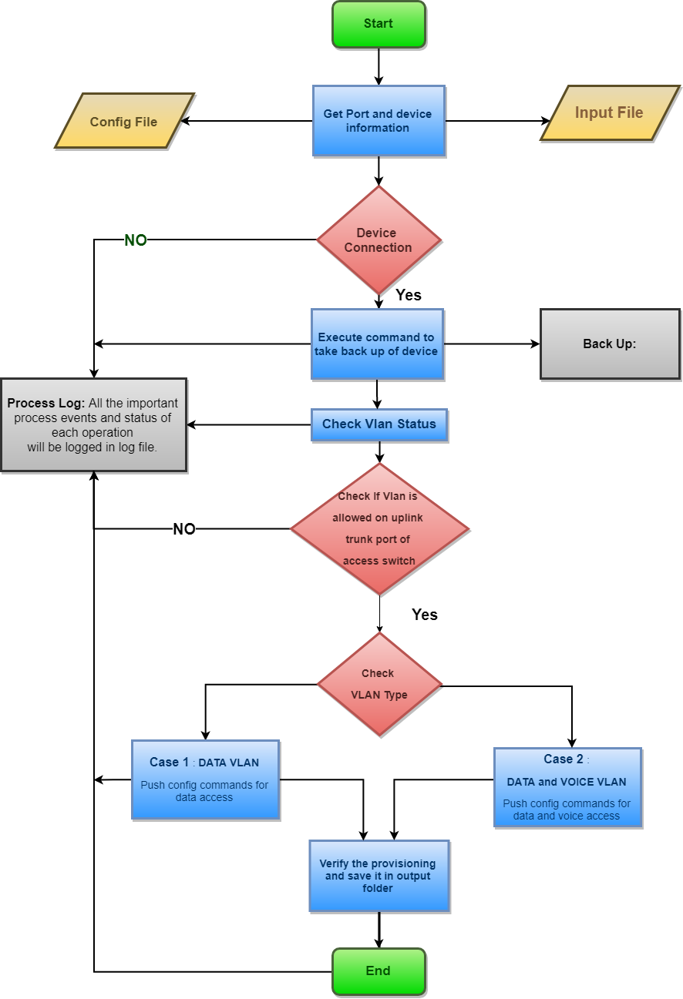 Start
Get Port and device
information
Config File
Input File
Device
Connection
NO
Yes
Execute command to
take back up of device
Back Up:
Process Log: All the important
process events and status of
each operation
will be logged in log file.
Check Vlan Status
Check If Vlan is
allowed on uplink
trunk port of
access switch
NO
Yes
Check
VLAN Type
Case 1 : DATA VLAN
Push config commands for
data access
Case 2 :
DATA and VOICE VLAN
Push config commands for
data and voice access
Verify the provisioning
and save it in output
folder
End